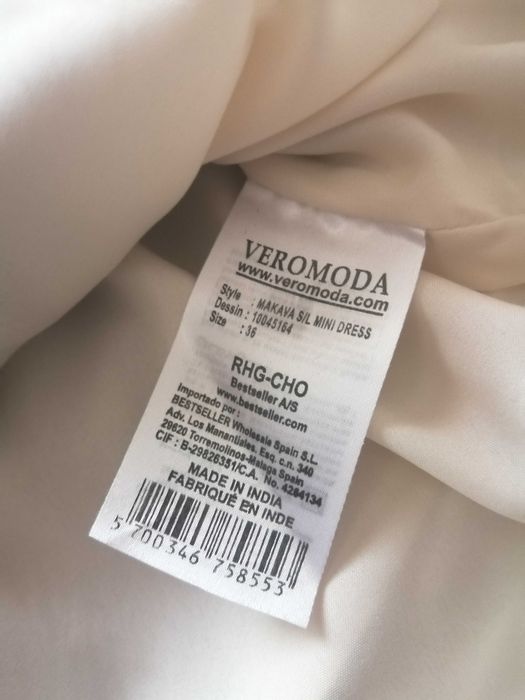 VEROMODA
www.veromoda.com
Style : MAKAVA S/L MINI DRESS
Dessin : 10045164
Size : 36
RHG-CHO
Bestseller A/S
www.bestseller.com
Importado por :
BESTSELLER Wholesale Spain S.L.
Adv. Los Manantiales, Esq. c.n. 340
29620 Torremolinos-Malaga Spain
CIF : B-29826351/C.A. No. 4284134
MADE IN INDIA
FABRIQUÉ EN INDE
5 700346 758553